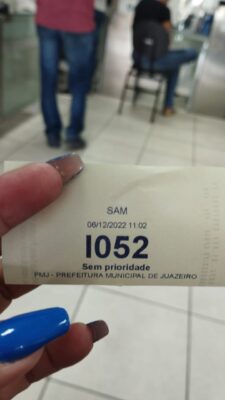 SAM
06/12/2022 11:02
I052
Sem prioridade
PMJ - PREFEITURA MUNICIPAL DE JUAZEIRO